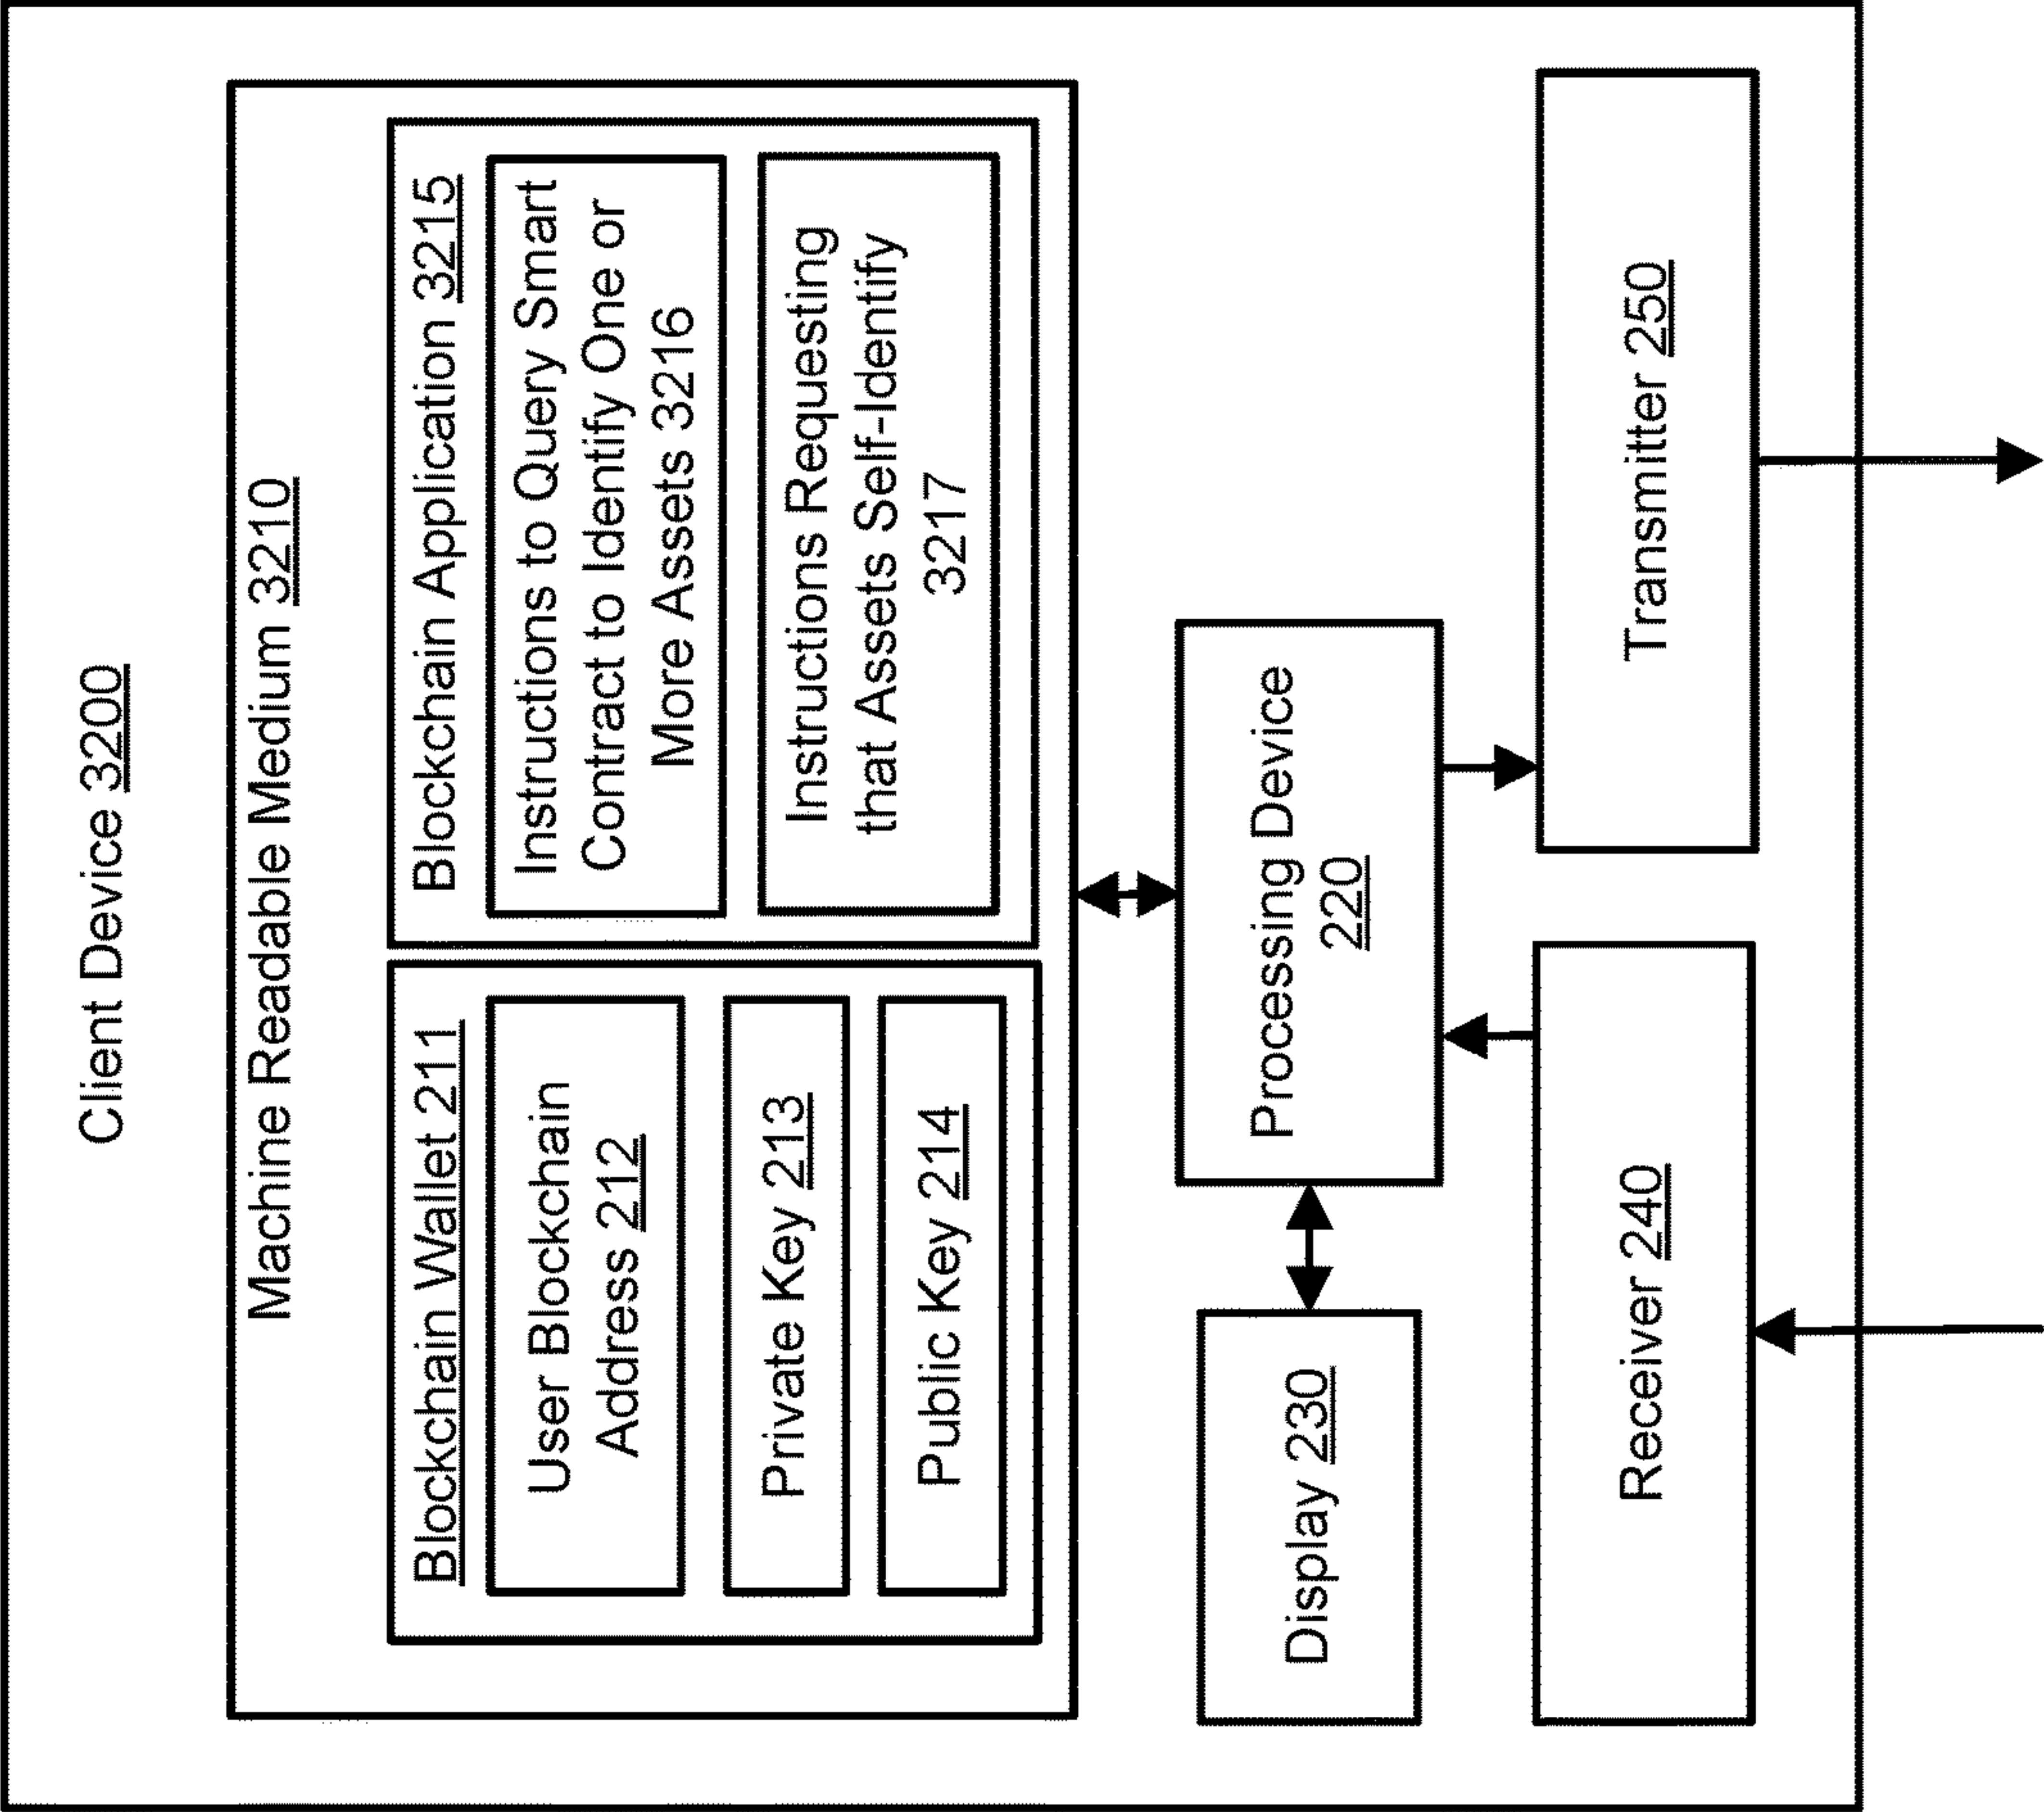 Client Device 3200
Machine Readable Medium 3210
Blockchain Wallet 211
User Blockchain
Address 212
Private Key 213
Public Key 214
Blockchain Application 3215
Instructions to Query Smart
Contract to Identify One or
More Assets 3216
Instructions Requesting
that Assets Self-Identify
3217
Display 230
Processing Device
220
Receiver 240
Transmitter 250